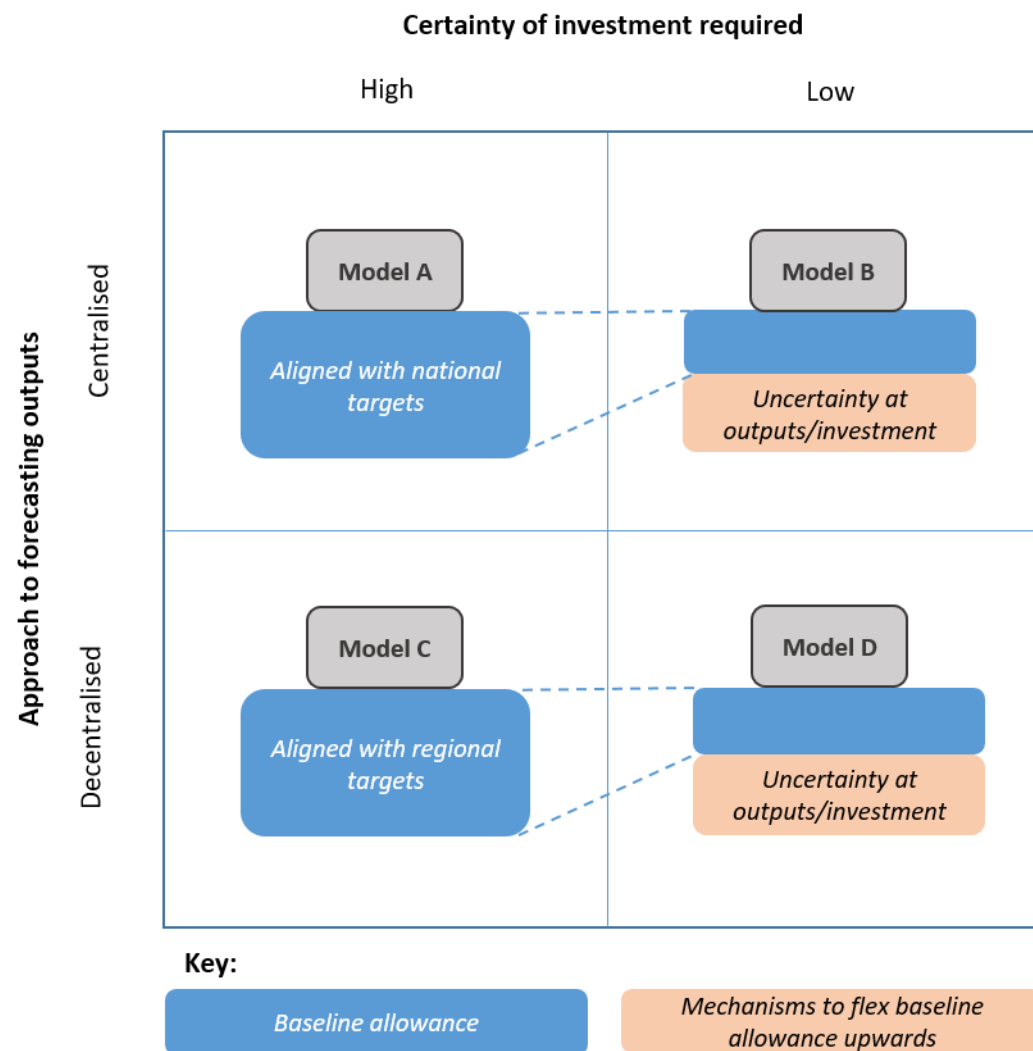 Certainty of investment required
High
Low
Approach to forecasting outputs
Centralised
Model A
Aligned with national
targets
Model B
Uncertainty at
outputs/investment
Decentralised
Model C
Aligned with regional
targets
Model D
Uncertainty at
outputs/investment
Key:
Baseline allowance
Mechanisms to flex baseline
allowance upwards